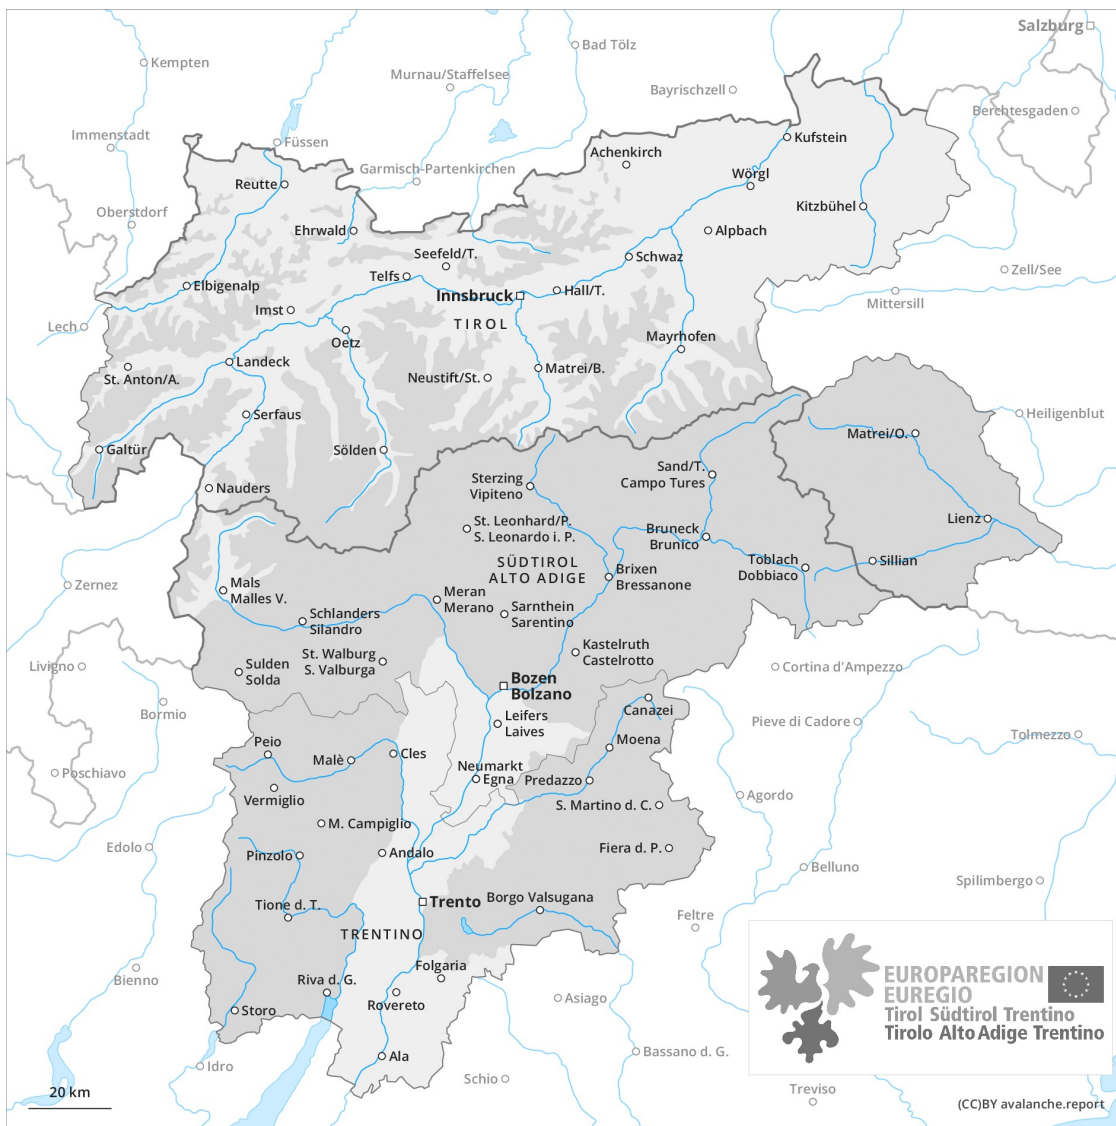 Salzburg
Bad Tölz
Kempten
Murnau/Staffelsee
Bayrischzell
Berchtesgaden
Immenstadt
Füssen
Kufstein
Achenkirch
Garmisch-Partenkirchen
Wörgl
Reutte
Oberstdorf
Kitzbühel
Ehrwald
Alpbach
Seefeld/T.
Schwaz
Telfs
Zell/See
Elbigenalp
Hall/T.
Innsbruck
Mittersill
Imst
TIROL
Lech
Oetz
Mayrhofen
Landeck
Matrei/B.
St. Anton/A.
Neustift/St.
Serfaus
Heiligenblut
Matrei/O.
Galtür
Sölden
Sand/T.
Campo Tures
Sterzing
Vipiteno
Nauders
Lienz
St. Leonhard/P.
S. Leonardo i. P.
Bruneck
Brunico
SÜDTIROL
ALTO ADIGE
Toblach
Dobbiaco
Sillian
Brixen
Bressanone
Zernez
Mals
Malles V.
Meran
Merano
Schlanders
Silandro
Sarnthein
Sarentino
Kastelruth
Castelrotto
St. Walburg
S. Valburga
Livigno
Sulden
Solda
Cortina d'Ampezzo
Bozen
Bolzano
Bormio
Canazei
Leifers
Laives
Pieve di Cadore
Tolmezzo
Peio
Moena
Cles
Malè
Poschiavo
Neumarkt
Egna
Predazzo
Vermiglio
Agordo
S. Martino d. C.
M. Campiglio
Edolo
Fiera d. P.
Pinzolo
Andalo
Belluno
Spilimbergo
Trento
Borgo Valsugana
Tione d. T.
Feltre
TRENTINO
Folgaria
Bienno
Riva d. G.
Rovereto
Asiago
Storo
EUROPAREGION
EUREGIO
Tirol Südtirol Trentino
Tirolo Alto Adige Trentino
Ala
Bassano d. G.
Idro
Schio
Treviso
20 km
(CC)BY avalanche.report